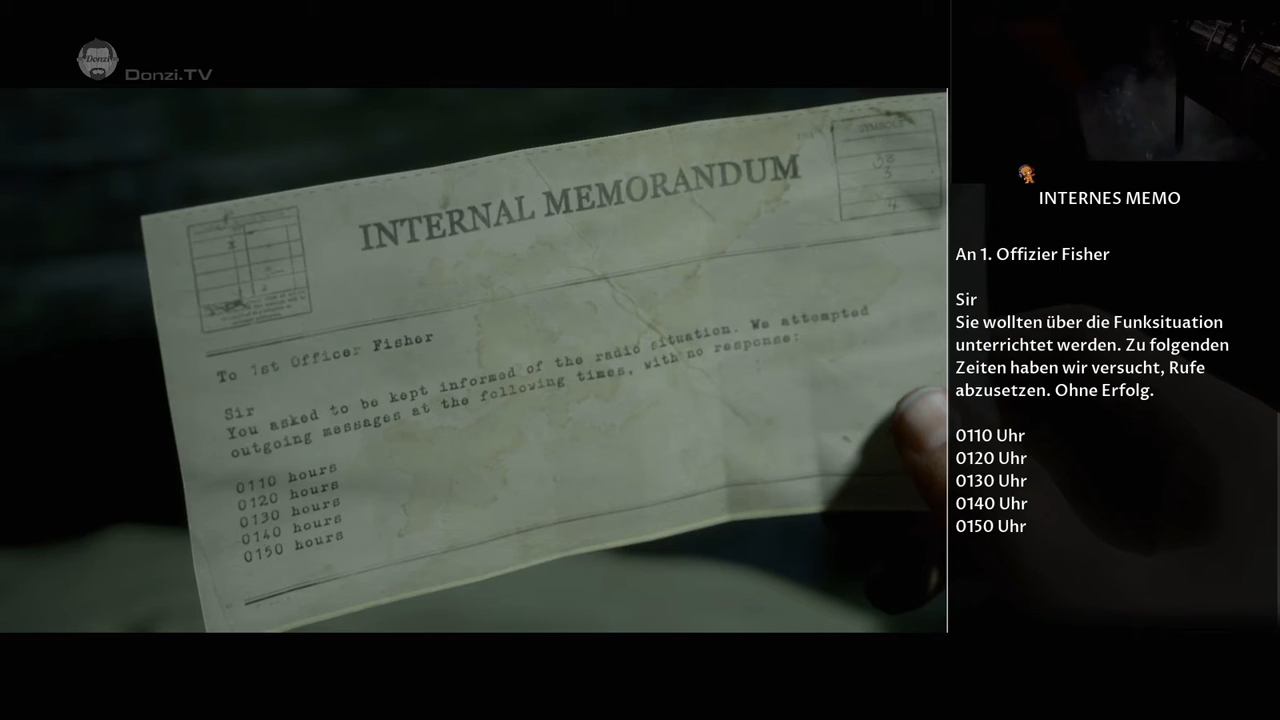 Donzi
Donzi.TV
INTERNAL MEMORANDUM
SYMBOLS
To 1st Officer Fisher
Sir
You asked to be kept informed of the radio situation. We attempted
outgoing messages at the following times, with no response:
0110 hours
0120 hours
0130 hours
0140 hours
0150 hours
INTERNES MEMO
An 1. Offizier Fisher
Sir
Sie wollten über die Funksituation
unterrichtet werden. Zu folgenden
Zeiten haben wir versucht, Rufe
abzusetzen. Ohne Erfolg.
0110 Uhr
0120 Uhr
0130 Uhr
0140 Uhr
0150 Uhr